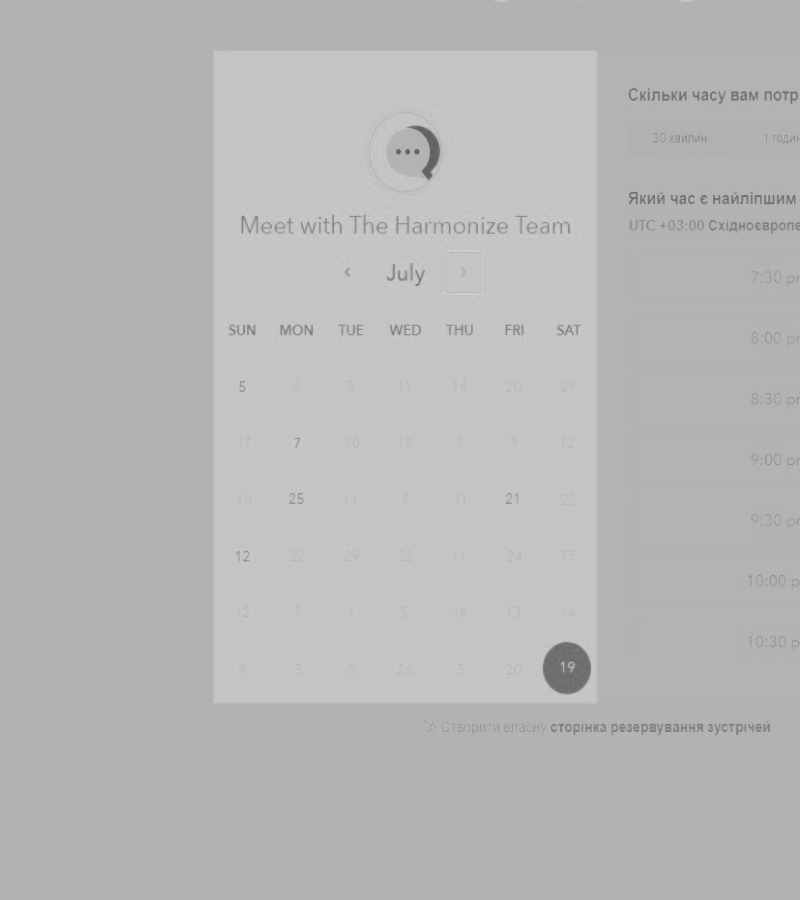 Meet with The Harmonize Team
July
SUN MON TUE WED THU FRI SAT
5 8 5 11 14 20 29
17 7 10 18 1 9 12
10 25 11 7 31 21 22
12 22 29 22 11 24 13
12 7 1 5 16 13 14
4 3 3 26 3 20 19
Скільки часу вам потр
30 хвилин 1 годин
Який час є найліпшим
UTC +03:00 Східноєвропе
7:30 pr
8:00 pr
8:30 pr
9:00 pr
9:30 pr
10:00 p
10:30 p
Створити власну сторінка резервування зустрічей